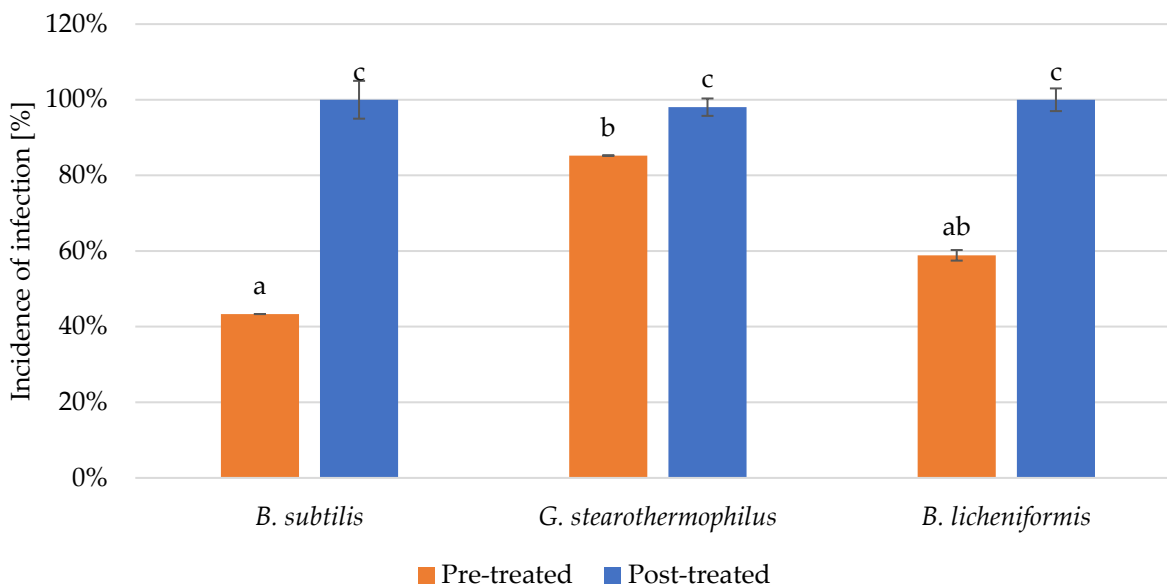 120%
100%
80%
60%
40%
20%
0%
Incidence of infection [%]
a
c
b
c
ab
c
B. subtilis
G. stearothermophilus
B. licheniformis
Pre-treated
Post-treated